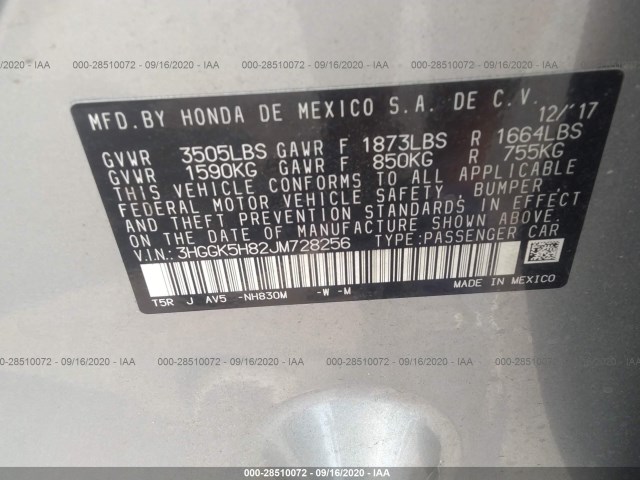 000-28510072 - 09/16/2020 - IAA
6/2020 - IAA 000-28510072 - 09/16/2020 - IAA 000-28510072 - 09/16/2020 - IAA 000-285100
MFD.BY HONDA DE MEXICO S.A. DE C.V. 12/'17
GVWR 3505LBS GAWR F 1873LBS R 1664LBS
GVWR 1590KG GAWR F 850KG R 755KG
THIS VEHICLE CONFORMS TO ALL APPLICABLE
FEDERAL MOTOR VEHICLE SAFETY, BUMPER,
AND THEFT PREVENTION STANDARDS IN EFFECT
ON THE DATE OF MANUFACTURE SHOWN ABOVE.
V.IN.: 3HGGK5H82JM728256 TYPE:PASSENGER CAR
T5R J AV5 -NH830M -W -M
MADE IN MEXICO
000-28510072 - 09/16/2020 - IAA 000-28510072 - 09/16/2020 - IAA 000-28510072 - 09/16/2020 - IAA
000-28510072 - 09/16/2020 - IAA